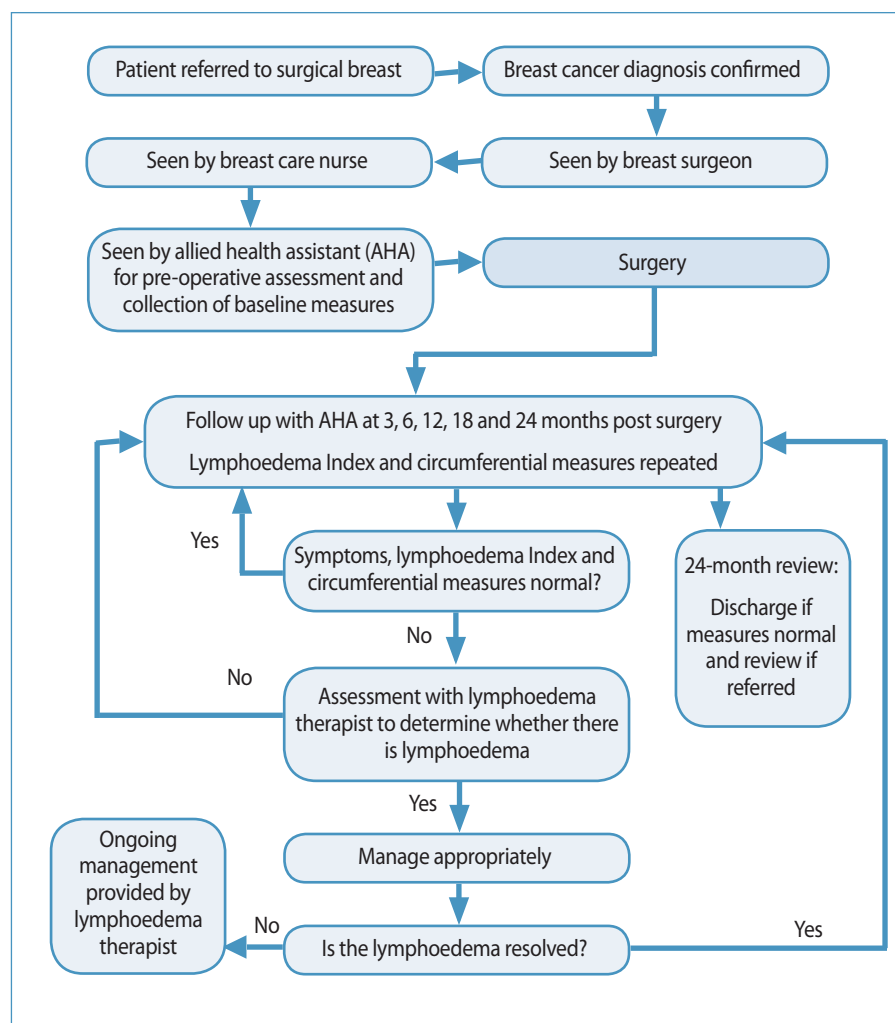 Patient referred to surgical breast
Breast cancer diagnosis confirmed
Seen by breast care nurse
Seen by breast surgeon
Seen by allied health assistant (AHA)
for pre-operative assessment and
collection of baseline measures
Surgery
Follow up with AHA at 3, 6, 12, 18 and 24 months post surgery
Lymphoedema Index and circumferential measures repeated
Yes
Symptoms, lymphoedema Index and
circumferential measures normal?
24-month review:
Discharge if
measures normal
and review if
referred
No
No
Assessment with lymphoedema
therapist to determine whether there
is lymphoedema
Yes
Manage appropriately
Ongoing
management
provided by
lymphoedema
therapist
No
Is the lymphoedema resolved?
Yes